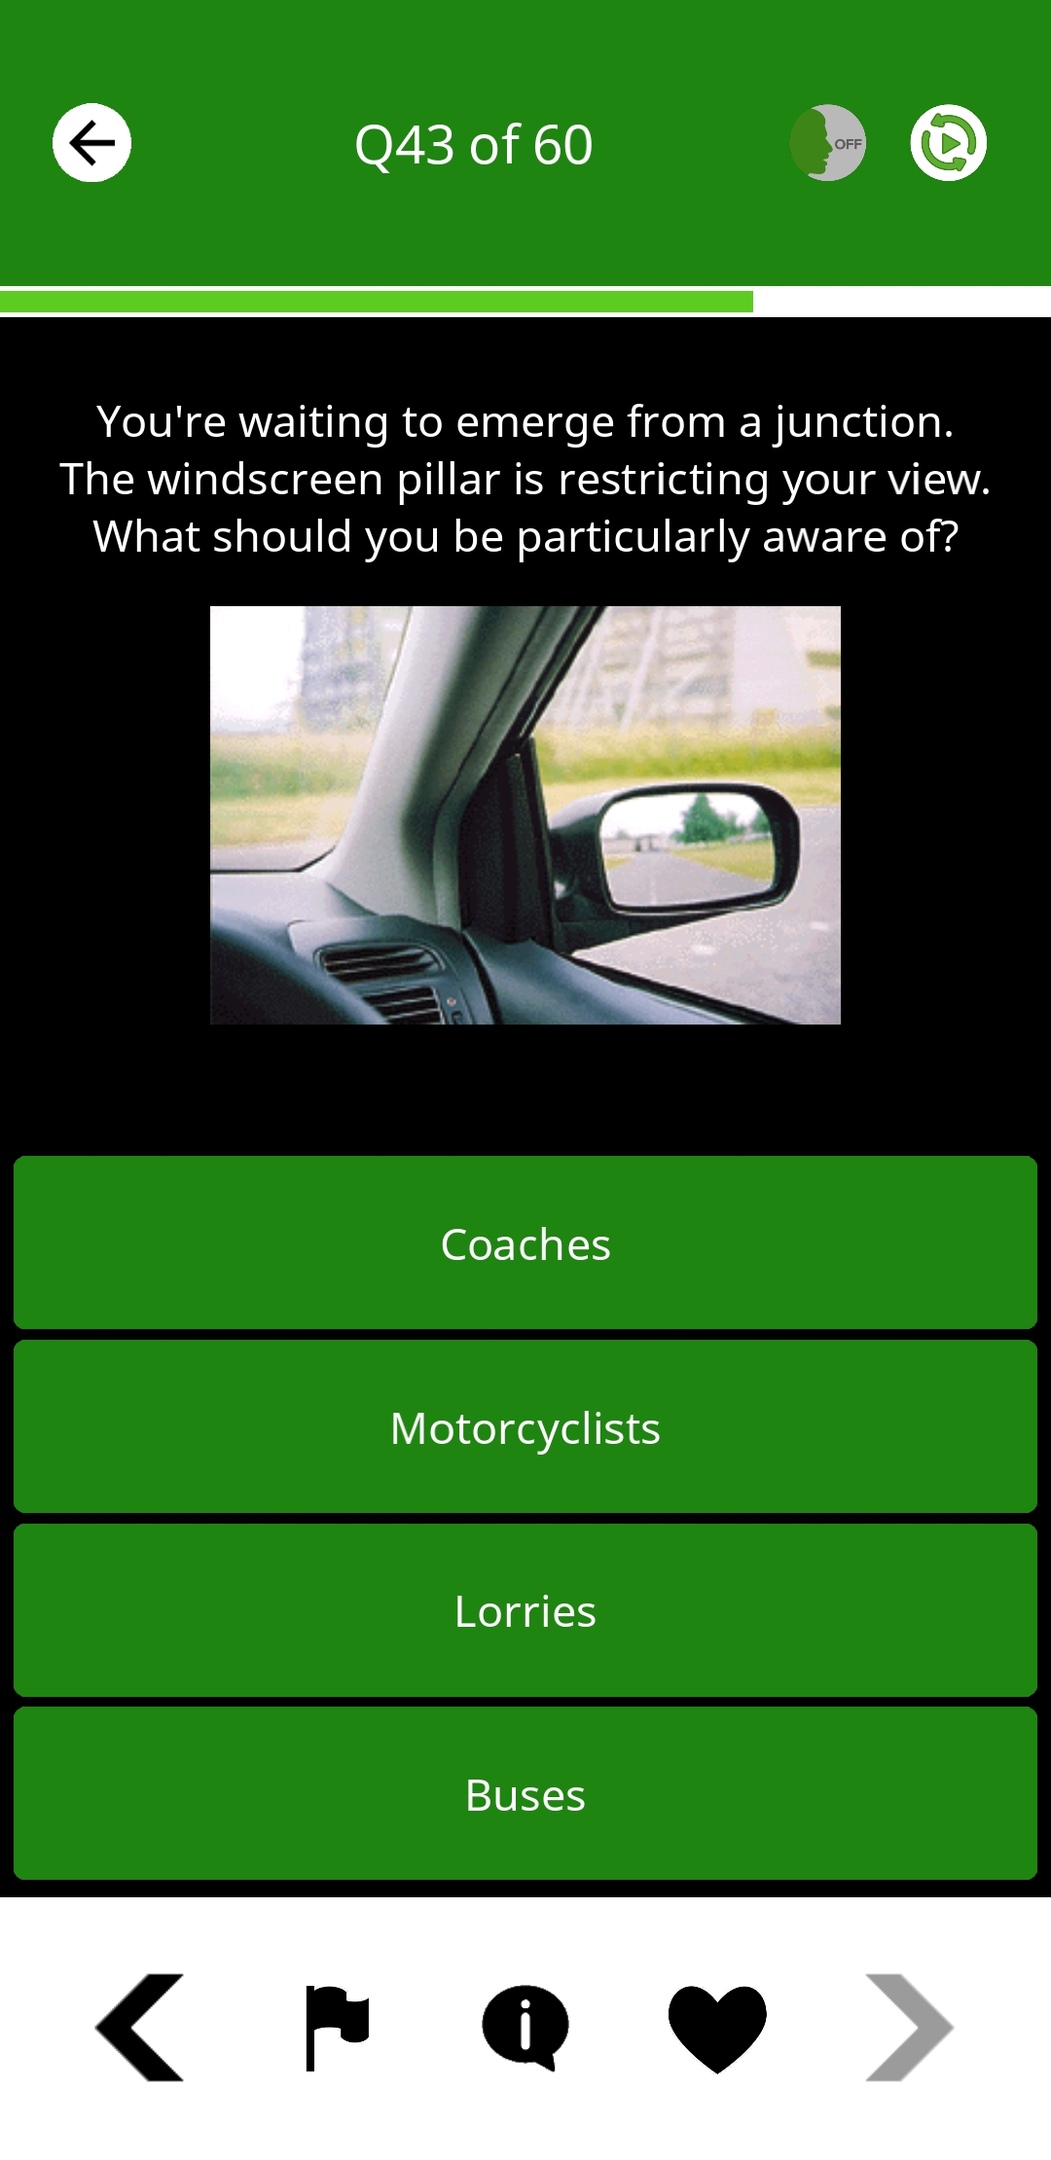 Q43 of 60
OFF
You're waiting to emerge from a junction.
The windscreen pillar is restricting your view.
What should you be particularly aware of?
Coaches
Motorcyclists
Lorries
Buses